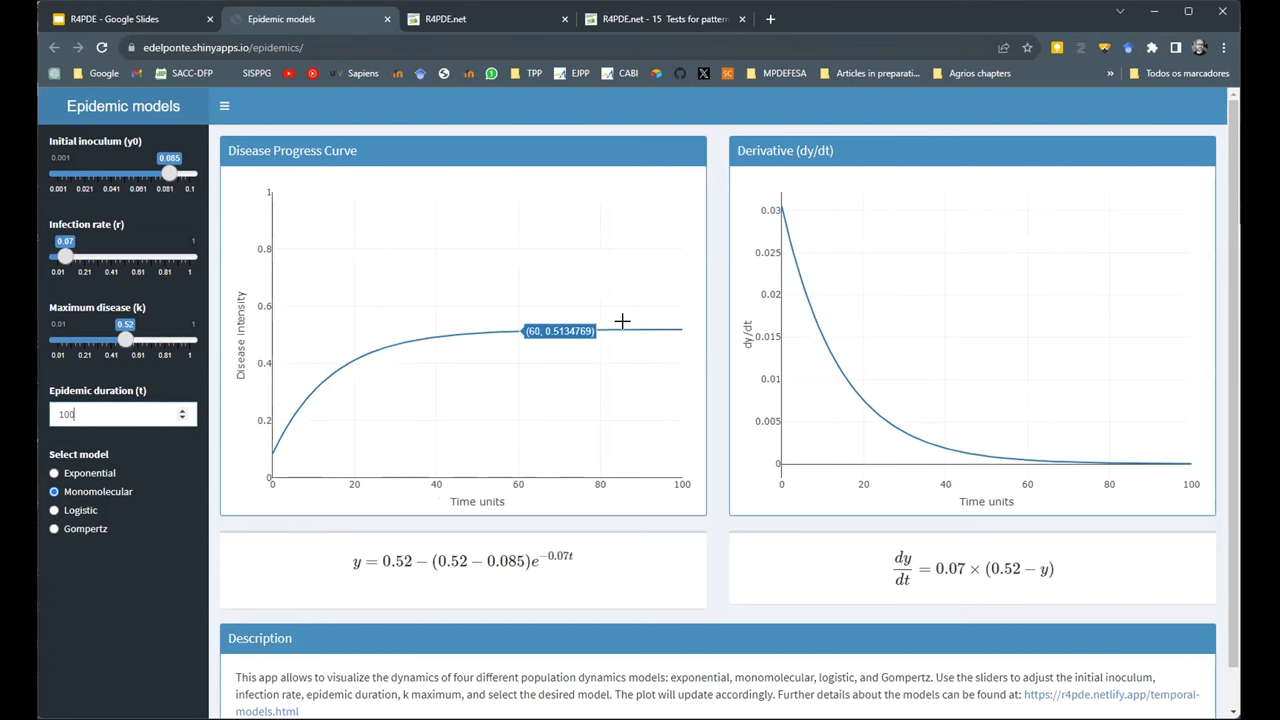 R4PDE - Google Slides
Epidemic models
R4PDE.net
R4PDE.net - 15 Tests for pattern
edelponte.shinyapps.io/epidemics/
Google
SACC-DFP
SISPPG
Sapiens
TPP
EJPP
CABI
MPDEFESA
Articles in preparati...
Agrios chapters
»
Todos os marcadores
Epidemic models
Initial inoculum (y0)
0.001
0.085
0.001 0.021 0.041 0.061 0.081 0.1
Infection rate (r)
0.07
1
0.01 0.21 0.41 0.61 0.81 1
Maximum disease (k)
0.01
0.52
1
0.01 0.21 0.41 0.61 0.81 1
Epidemic duration (t)
100
Select model
Exponential
Monomolecular
Logistic
Gompertz
Disease Progress Curve
Disease intensity
1
0.8
0.6
0.4
0.2
0
(60, 0.5134769)
0 20 40 60 80 100
Time units
y = 0.52 − (0.52 − 0.085)e^{−0.07t}
Derivative (dy/dt)
dy/dt
0.03
0.025
0.02
0.015
0.01
0.005
0
0 20 40 60 80 100
Time units
dy/dt = 0.07 × (0.52 − y)
Description
This app allows to visualize the dynamics of four different population dynamics models: exponential, monomolecular, logistic, and Gompertz. Use the sliders to adjust the initial inoculum,
infection rate, epidemic duration, k maximum, and select the desired model. The plot will update accordingly. Further details about the models can be found at: https://r4pde.netlify.app/temporal-
models.html